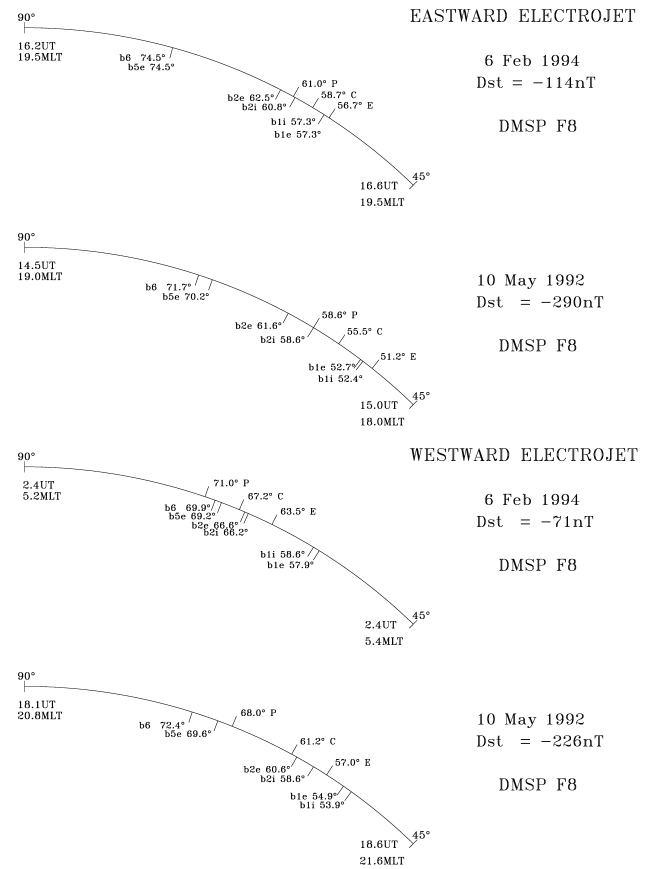 EASTWARD ELECTROJET
90°
16.2UT
19.5MLT
b6 74.5°
b5e 74.5°
61.0° P
b2e 62.5°
58.7° C
b2i 60.8°
56.7° E
b1i 57.3°
b1e 57.3°
6 Feb 1994
Dst = −114nT
DMSP F8
45°
16.6UT
19.5MLT
90°
14.5UT
19.0MLT
b6 71.7°
b5e 70.2°
58.6° P
b2e 61.6°
55.5° C
b2i 58.6°
51.2° E
b1e 52.7°
b1i 52.4°
10 May 1992
Dst = −290nT
DMSP F8
45°
15.0UT
18.0MLT
WESTWARD ELECTROJET
90°
2.4UT
5.2MLT
71.0° P
67.2° C
b6 69.9°
63.5° E
b5e 69.2°
b2e 66.6°
b2i 66.2°
b1i 58.6°
b1e 57.9°
6 Feb 1994
Dst = −71nT
DMSP F8
45°
2.4UT
5.4MLT
90°
18.1UT
20.8MLT
68.0° P
b6 72.4°
b5e 69.6°
61.2° C
57.0° E
b2e 60.6°
b2i 58.6°
b1e 54.9°
b1i 53.9°
10 May 1992
Dst = −226nT
DMSP F8
45°
18.6UT
21.6MLT